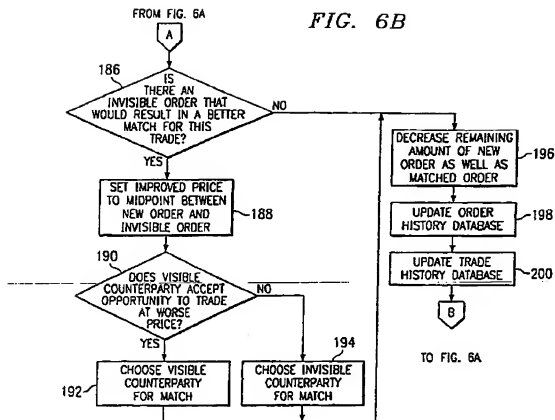 FROM FIG. 6A
FIG. 6B
A
186
IS
THERE AN
INVISIBLE ORDER THAT
WOULD RESULT IN A BETTER
MATCH FOR THIS
TRADE?
NO
YES
SET IMPROVED PRICE
TO MIDPOINT BETWEEN
NEW ORDER AND
INVISIBLE ORDER
188
190
DOES VISIBLE
COUNTERPARTY ACCEPT
OPPORTUNITY TO TRADE
AT WORSE
PRICE?
NO
YES
192
CHOOSE VISIBLE
COUNTERPARTY
FOR MATCH
194
CHOOSE INVISIBLE
COUNTERPARTY
FOR MATCH
DECREASE REMAINING
AMOUNT OF NEW
ORDER AS WELL AS
MATCHED ORDER
196
UPDATE ORDER
HISTORY DATABASE
198
UPDATE TRADE
HISTORY DATABASE
200
B
TO FIG. 6A